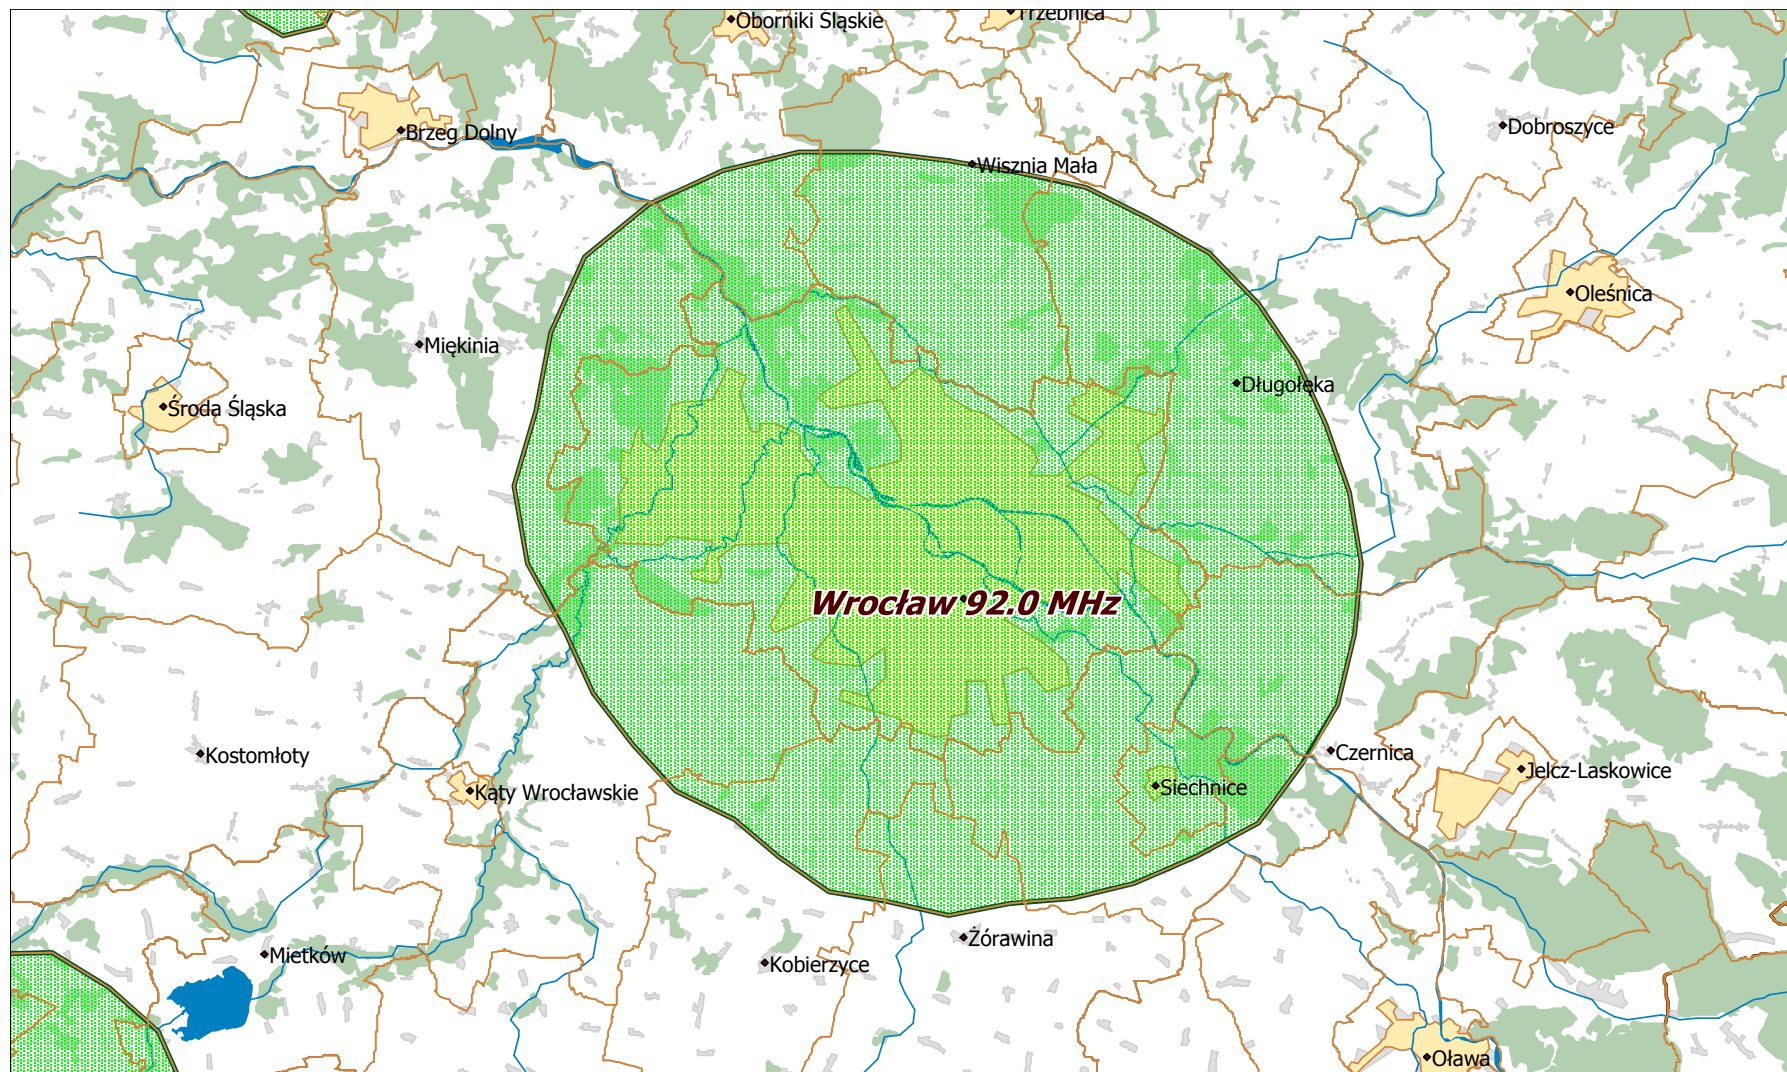 Oborniki Śląskie
Trzebnica
Brzeg Dolny
Dobroszyce
Wisznia Mała
Oleśnica
Miękinia
Długołęka
Środa Śląska
Wrocław 92.0 MHz
Kostomłoty
Czernica
Jelcz-Laskowice
Kąty Wrocławskie
Siechnice
Żórawina
Mietków
Kobierzyce
Oława